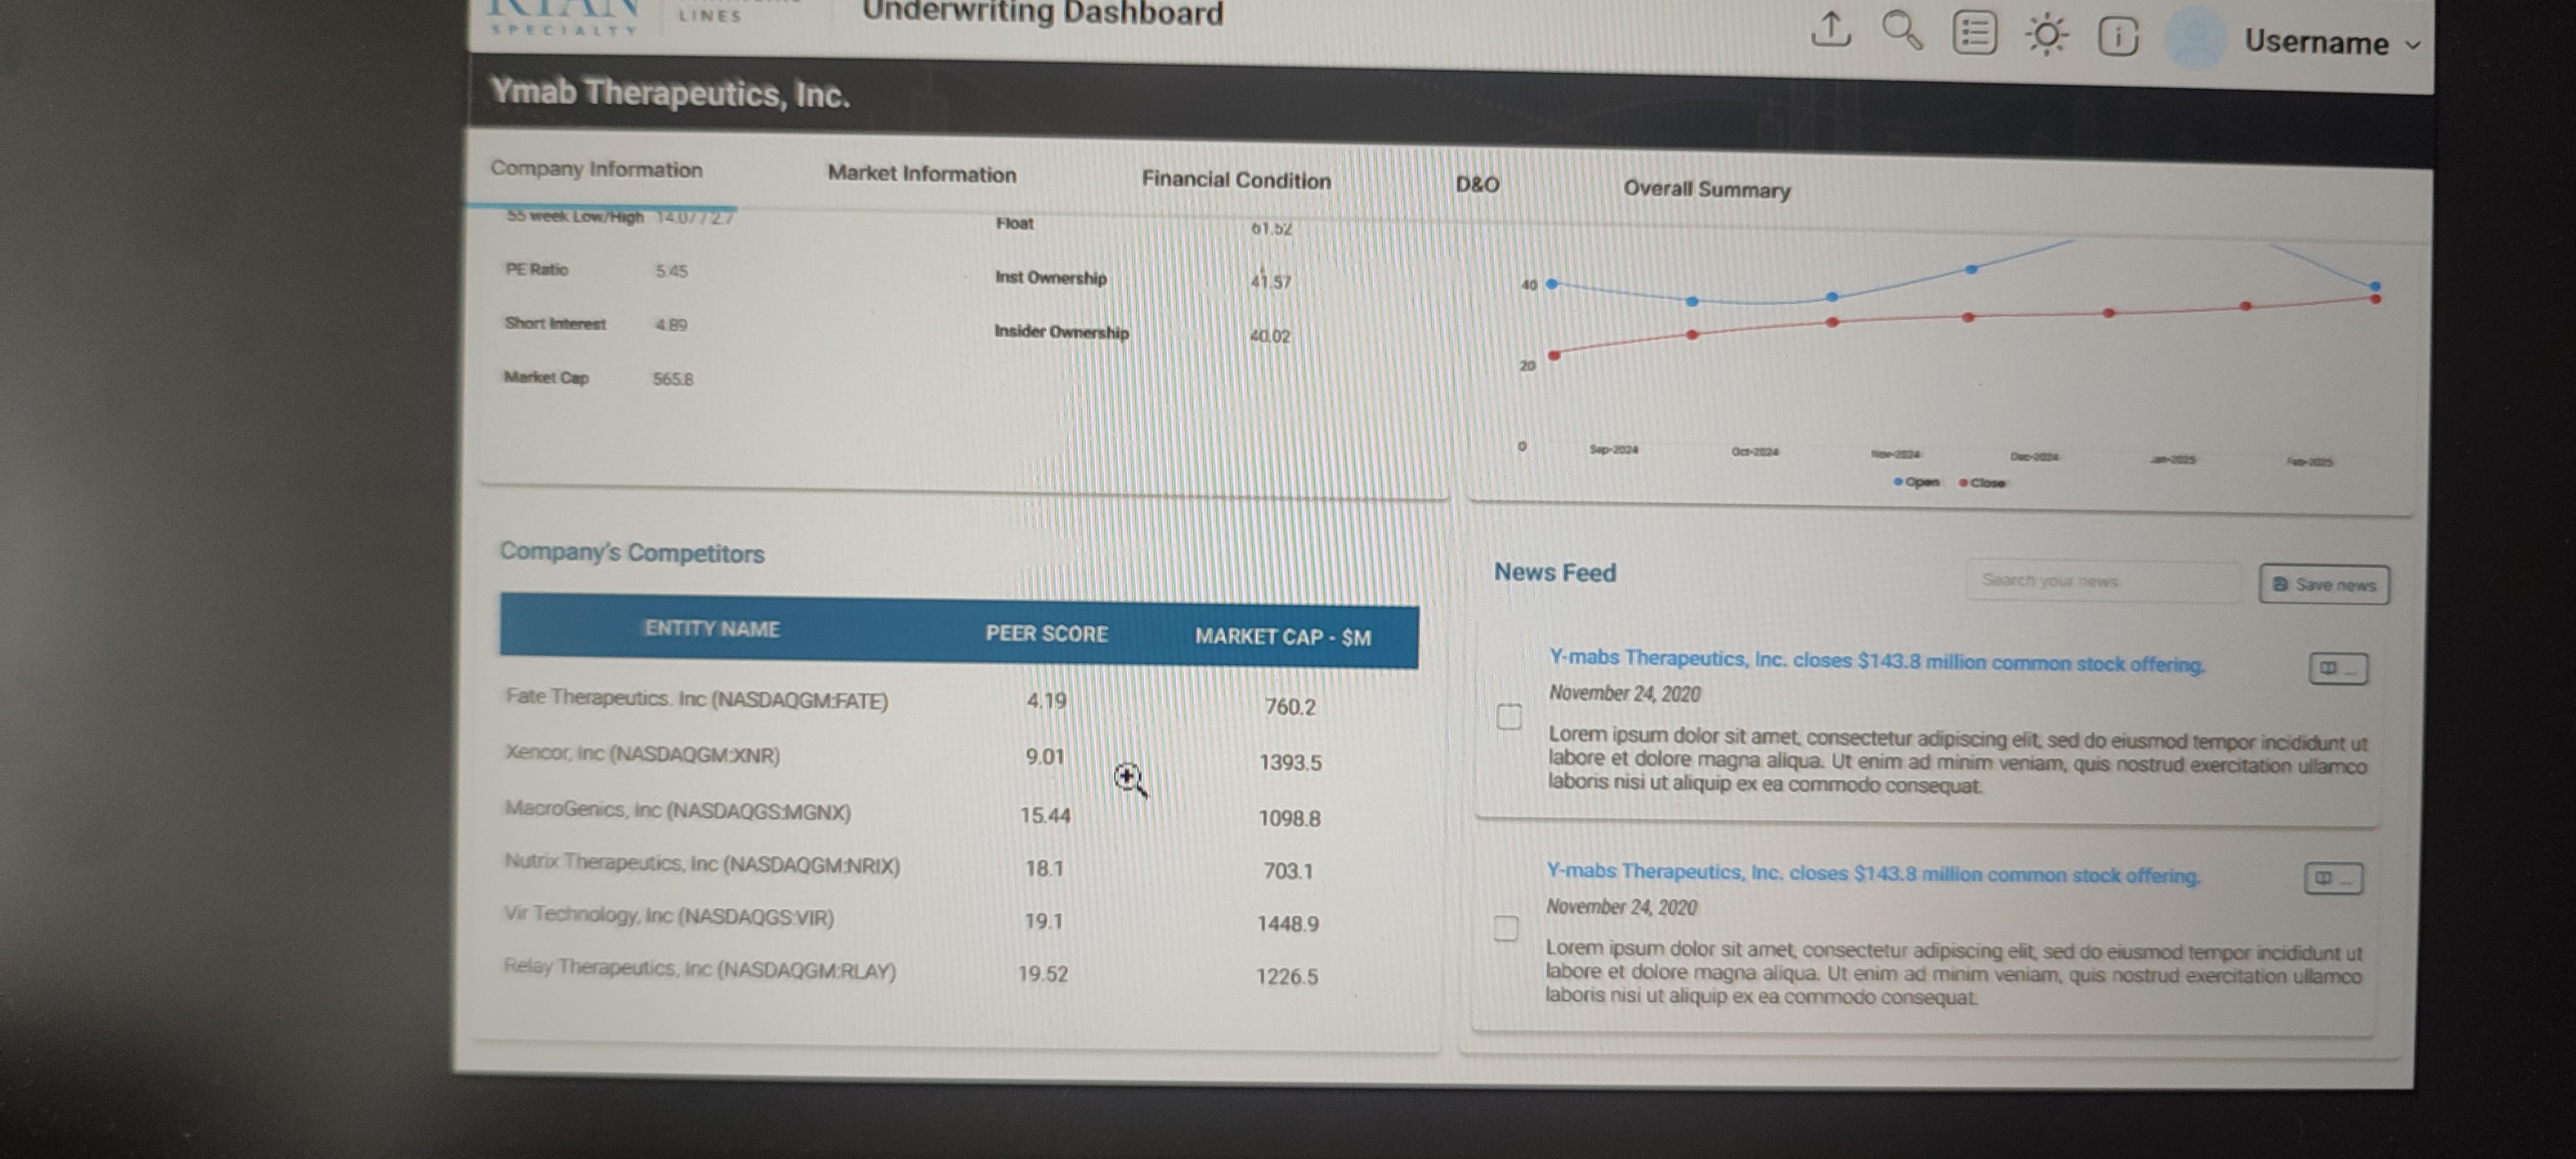 LINES
SPECIALTY
Underwriting Dashboard
Username
Ymab Therapeutics, Inc.
Company Information
Market Information
Financial Condition
D&O
Overall Summary
55 week Low/High 14.07 / 2.7
Float 61.52
PE Ratio 5.45
Inst Ownership 41.57
Short Interest 4.89
Insider Ownership 40.02
Market Cap 565.8
40
20
0
Sep-2024 Oct-2024 Nov-2024 Dec-2024 Jan-2025 Feb-2025
Open Close
Company's Competitors
ENTITY NAME PEER SCORE MARKET CAP - $M
Fate Therapeutics. Inc (NASDAQGM:FATE) 4.19 760.2
Xencor, Inc (NASDAQGM:XNR) 9.01 1393.5
MacroGenics, Inc (NASDAQGS:MGNX) 15.44 1098.8
Nutrix Therapeutics, Inc (NASDAQGM:NRIX) 18.1 703.1
Vir Technology, Inc (NASDAQGS:VIR) 19.1 1448.9
Relay Therapeutics, Inc (NASDAQGM:RLAY) 19.52 1226.5
News Feed
Search your news
Save news
Y-mabs Therapeutics, Inc. closes $143.8 million common stock offering.
...
November 24, 2020
Lorem ipsum dolor sit amet, consectetur adipiscing elit, sed do eiusmod tempor incididunt ut
labore et dolore magna aliqua. Ut enim ad minim veniam, quis nostrud exercitation ullamco
laboris nisi ut aliquip ex ea commodo consequat.
Y-mabs Therapeutics, Inc. closes $143.8 million common stock offering.
...
November 24, 2020
Lorem ipsum dolor sit amet, consectetur adipiscing elit, sed do eiusmod tempor incididunt ut
labore et dolore magna aliqua. Ut enim ad minim veniam, quis nostrud exercitation ullamco
laboris nisi ut aliquip ex ea commodo consequat.